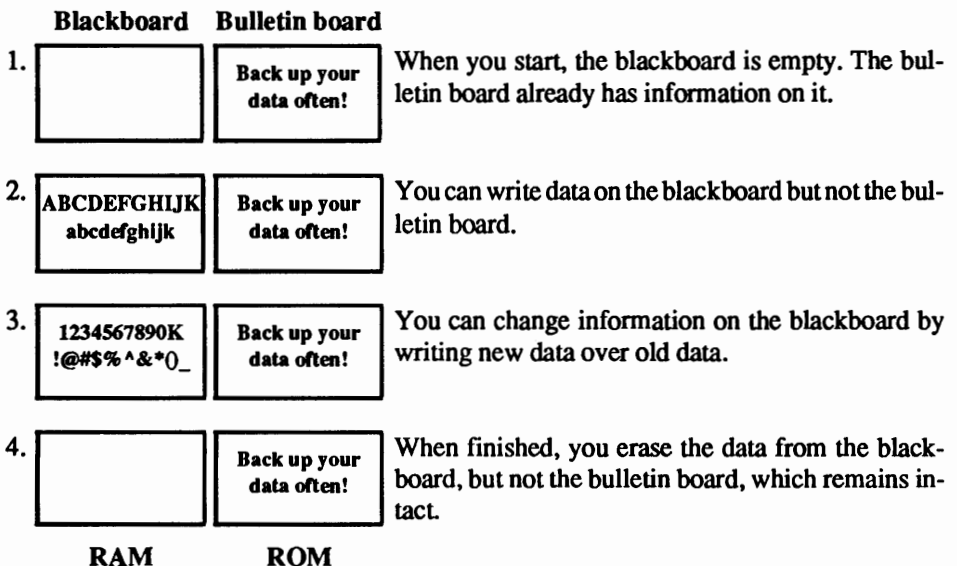 Blackboard Bulletin board
1. Back up your When you start, the blackboard is empty. The bul-
data often! letin board already has information on it.
2. ABCDEFGHIJK Back up your You can write data on the blackboard but not the bul-
abcdefghijk data often! letin board.
3. 1234567890K Back up your You can change information on the blackboard by
!@#$%^&*()_ data often! writing new data over old data.
4. Back up your When finished, you erase the data from the black-
data often! board, but not the bulletin board, which remains in-
tact.
RAM ROM